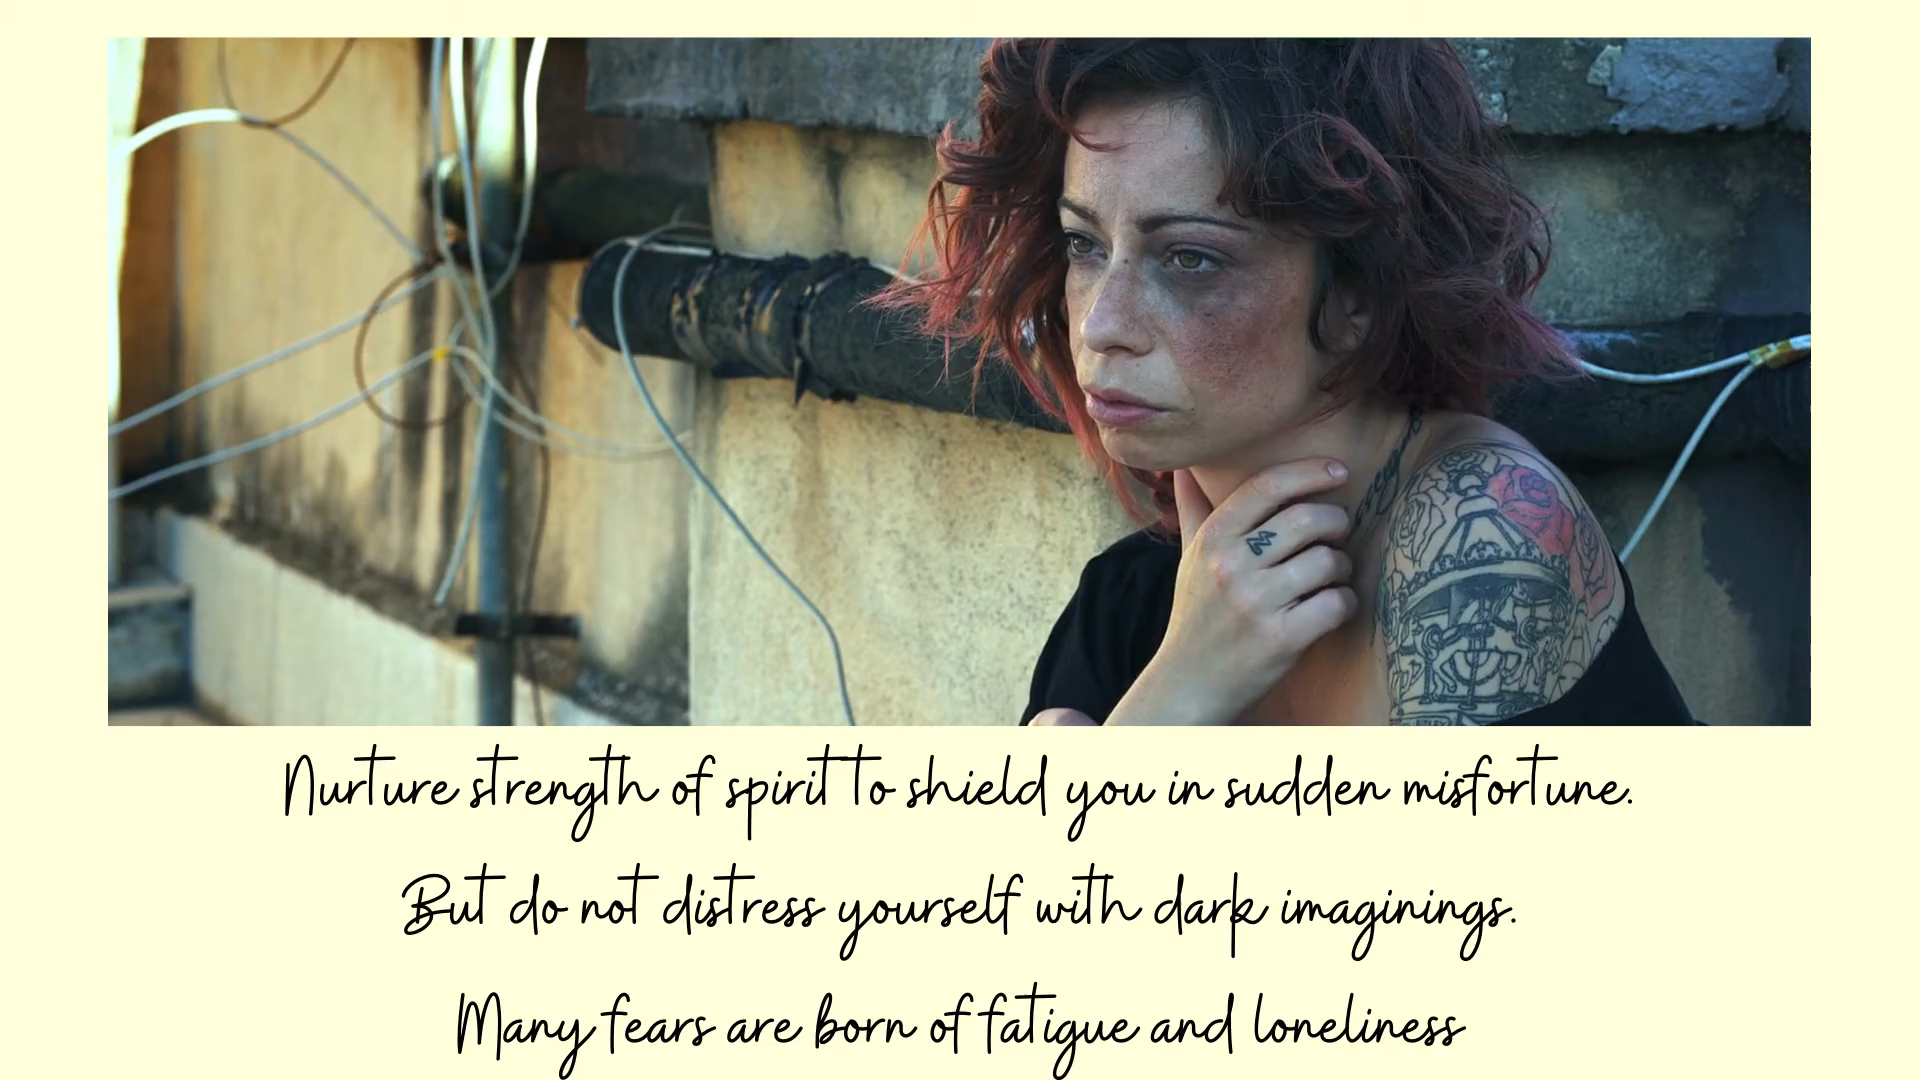 Nurture strength of spirit to shield you in sudden misfortune.
But do not distress yourself with dark imaginings.
Many fears are born of fatigue and loneliness